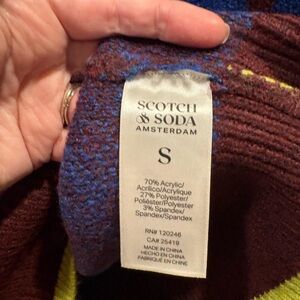 SCOTCH
& SODA
AMSTERDAM
S
70% Acrylic/
Acrílico/Acrylique
27% Polyester/
Poliéster/Polyester
3% Spandex/
Spandex/Spandex
RN# 120246
CA# 25419
MADE IN CHINA
HECHO EN CHINA
FABRIQUÉ EN CHINE